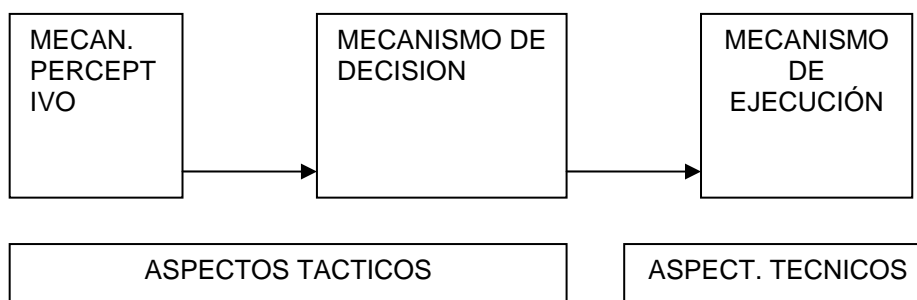 MECAN.
PERCEPT
IVO
MECANISMO DE
DECISION
MECANISMO
DE
EJECUCIÓN
ASPECTOS TACTICOS
ASPECT. TECNICOS